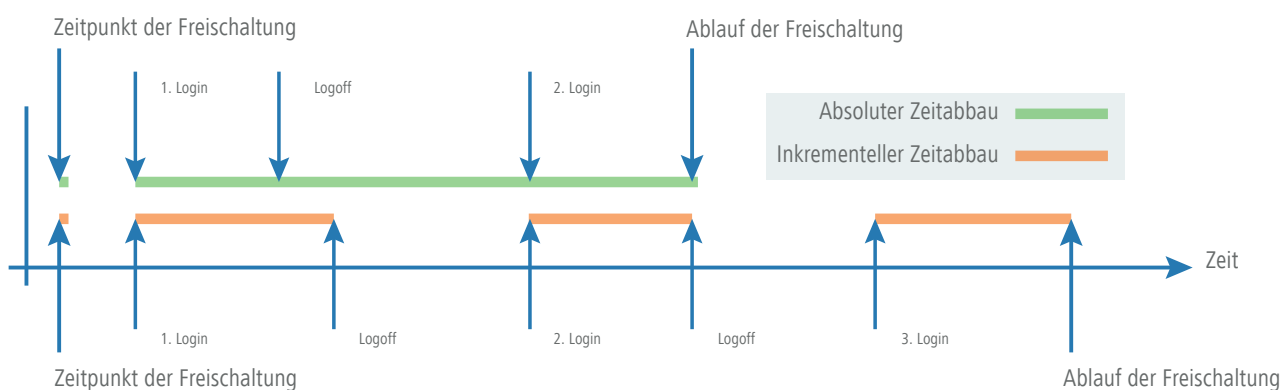 Zeitpunkt der Freischaltung
Ablauf der Freischaltung
1. Login
Logoff
2. Login
Absoluter Zeitabbau
Inkrementeller Zeitabbau
Zeit
1. Login
Logoff
2. Login
Logoff
3. Login
Zeitpunkt der Freischaltung
Ablauf der Freischaltung